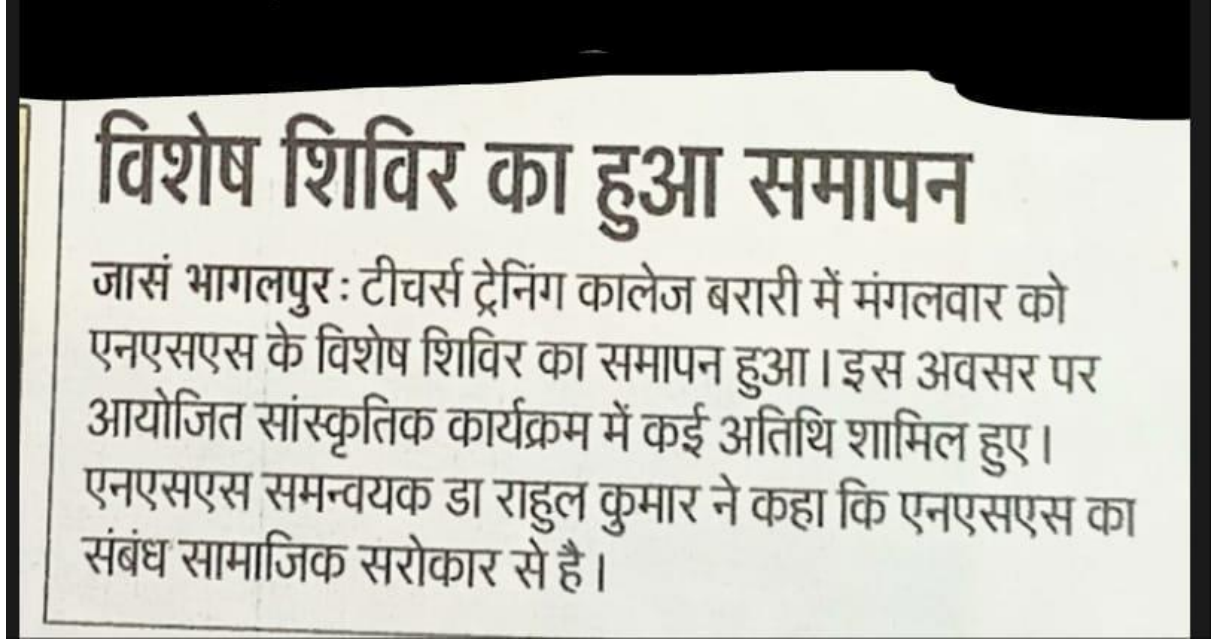 विशेष शिविर का हुआ समापन
जासं भागलपुर : टीचर्स ट्रेनिंग कालेज बरारी में मंगलवार को
एनएसएस के विशेष शिविर का समापन हुआ। इस अवसर पर
आयोजित सांस्कृतिक कार्यक्रम में कई अतिथि शामिल हुए।
एनएसएस समन्वयक डा राहुल कुमार ने कहा कि एनएसएस का
संबंध सामाजिक सरोकार से है।